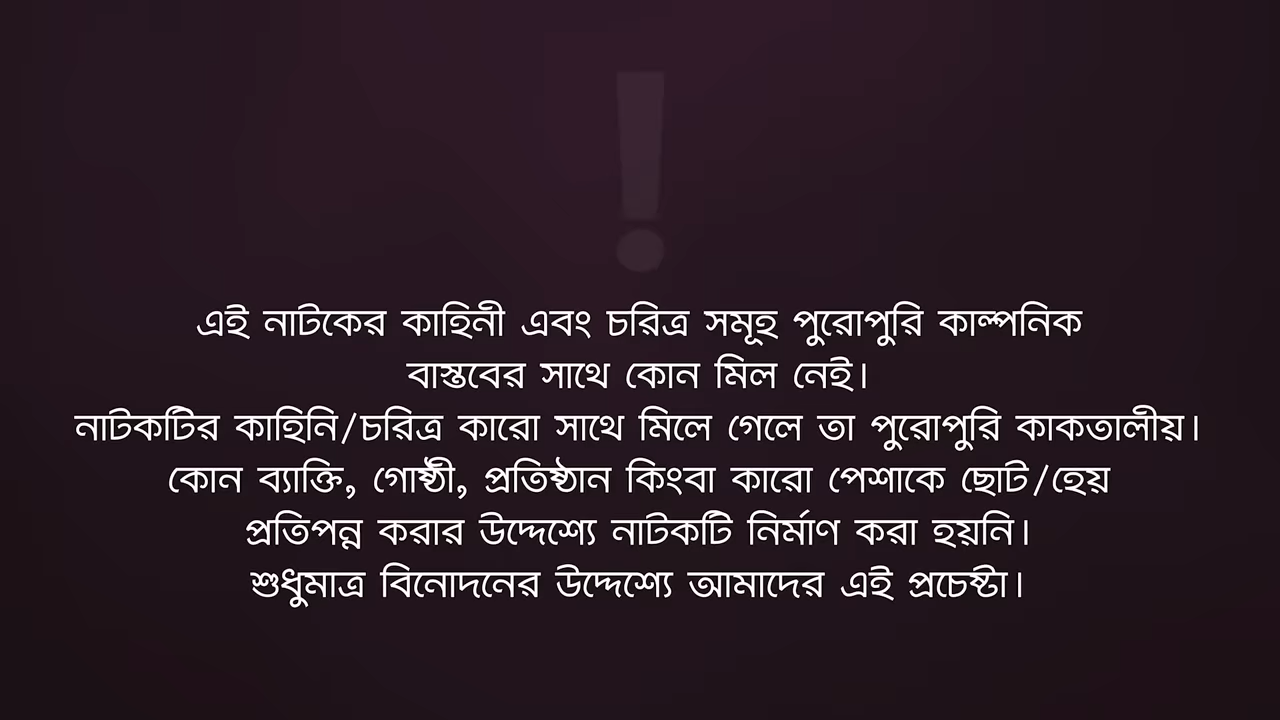 এই নাটকের কাহিনী এবং চরিত্র সমূহ পুরোপুরি কাল্পনিক
বাস্তবের সাথে কোন মিল নেই।
নাটকটির কাহিনি/চরিত্র কারো সাথে মিলে গেলে তা পুরোপুরি কাকতালীয়।
কোন ব্যাক্তি, গোষ্ঠী, প্রতিষ্ঠান কিংবা কারো পেশাকে ছোট/হেয়
প্রতিপন্ন করার উদ্দেশ্যে নাটকটি নির্মাণ করা হয়নি।
শুধুমাত্র বিনোদনের উদ্দেশ্যে আমাদের এই প্রচেষ্টা।